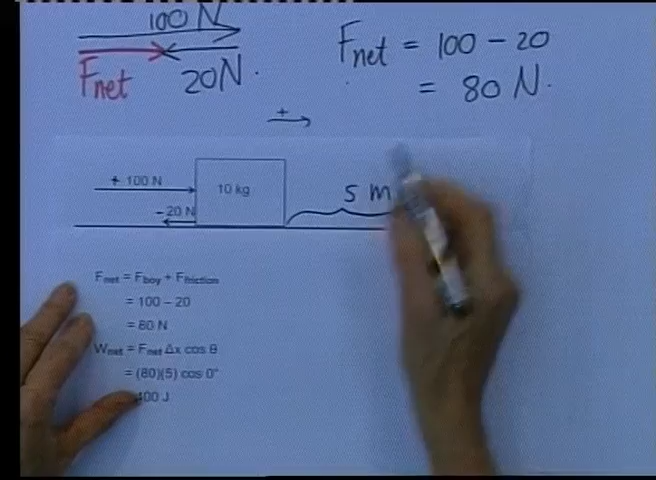 100 N
Fnet
20N.
Fnet = 100 - 20
= 80 N.
+
+ 100 N
10 kg
- 20 N
5 m
Fnet = Fboy + Ffriction
= 100 – 20
= 80 N
Wnet = Fnet Δx cos θ
= (80)(5) cos 0°
400 J